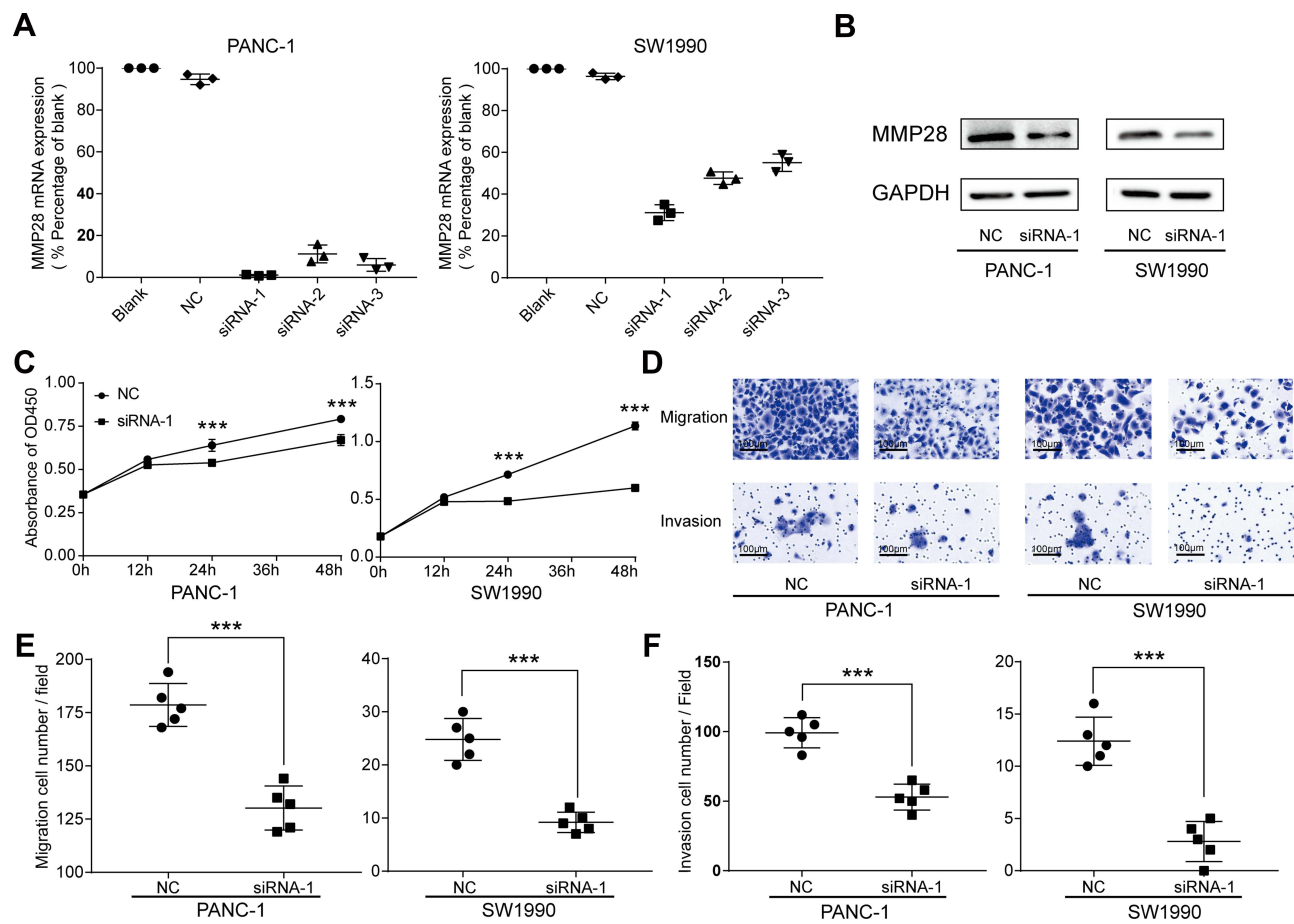 A
PANC-1
MMP28 mRNA expression
( % Percentage of blank )
100
80
60
40
20
0
Blank
NC
siRNA-1
siRNA-2
siRNA-3
SW1990
MMP28 mRNA expression
( % Percentage of blank )
100
80
60
40
20
0
Blank
NC
siRNA-1
siRNA-2
siRNA-3
B
MMP28
GAPDH
NC siRNA-1 NC siRNA-1
PANC-1 SW1990
C
Absorbance of OD450
1.00
0.75
0.50
0.25
0.00
NC
siRNA-1
***
***
0h 12h 24h 36h 48h
PANC-1
1.5
1.0
0.5
0.0
***
***
0h 12h 24h 36h 48h
SW1990
D
Migration
100μm 100μm 100μm 100μm
Invasion
100μm 100μm 100μm 100μm
NC siRNA-1 NC siRNA-1
PANC-1 SW1990
E
Migration cell number / field
200
175
150
125
100
***
NC siRNA-1
PANC-1
40
30
20
10
0
***
NC siRNA-1
SW1990
F
Invasion cell number / Field
150
100
50
0
***
NC siRNA-1
PANC-1
20
15
10
5
0
***
NC siRNA-1
SW1990